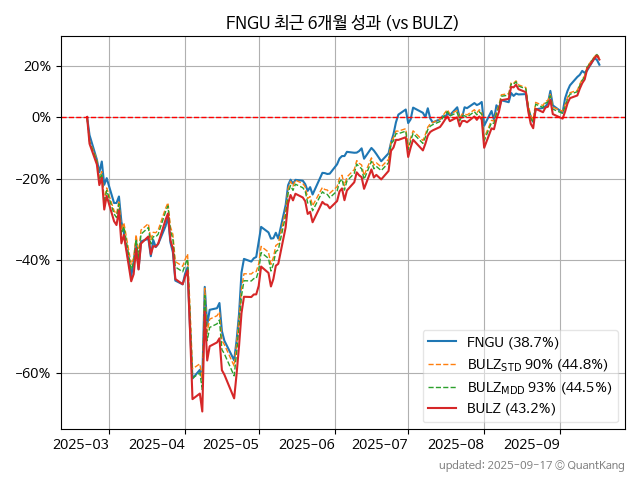 FNGU 최근 6개월 성과 (vs BULZ)
20%
0%
−20%
−40%
−60%
FNGU (38.7%)
BULZSTD 90% (44.8%)
BULZMDD 93% (44.5%)
BULZ (43.2%)
2025-03 2025-04 2025-05 2025-06 2025-07 2025-08 2025-09
updated: 2025-09-17 © QuantKang